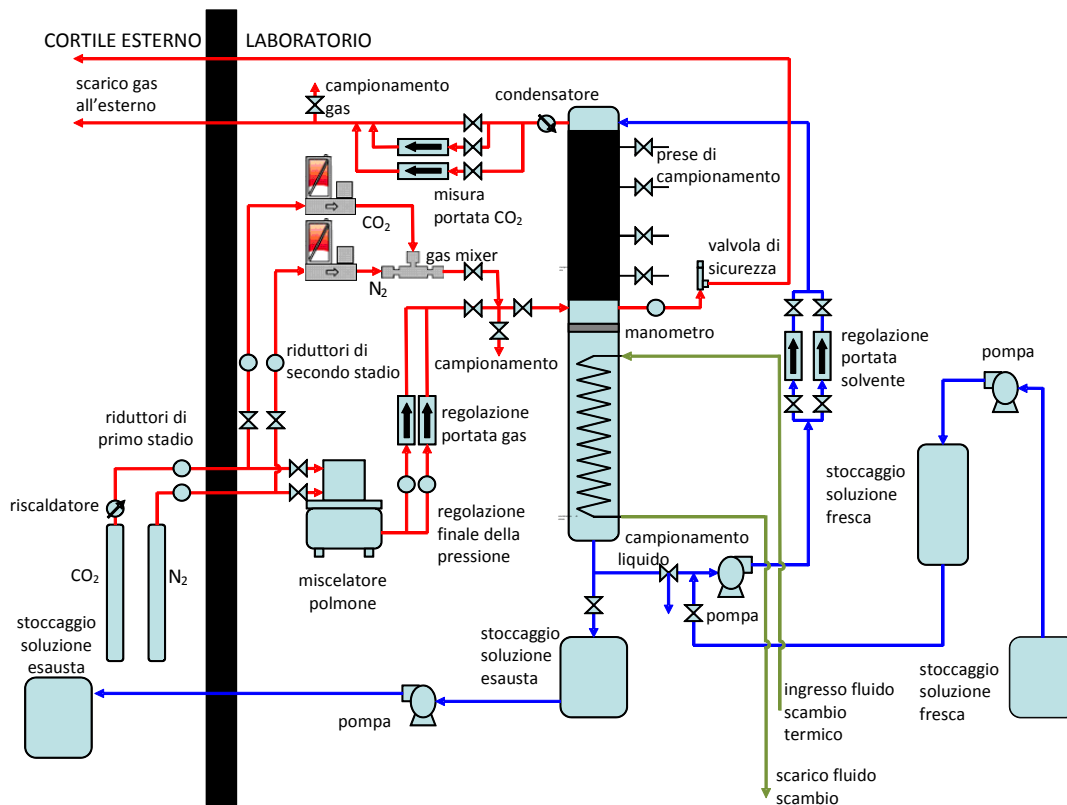 CORTILE ESTERNO
LABORATORIO
scarico gas
all'esterno
campionamento
gas
condensatore
prese di
campionamento
misura
portata CO₂
CO₂
gas mixer
N₂
valvola di
sicurezza
manometro
campionamento
riduttori di
secondo stadio
regolazione
portata
solvente
pompa
riduttori di
primo stadio
regolazione
portata gas
stoccaggio
soluzione
fresca
riscaldatore
regolazione
finale della
pressione
CO₂
N₂
miscelatore
polmone
campionamento
liquido
pompa
stoccaggio
soluzione
esausta
stoccaggio
soluzione
esausta
stoccaggio
soluzione
fresca
pompa
ingresso fluido
scambio
termico
scarico fluido
scambio